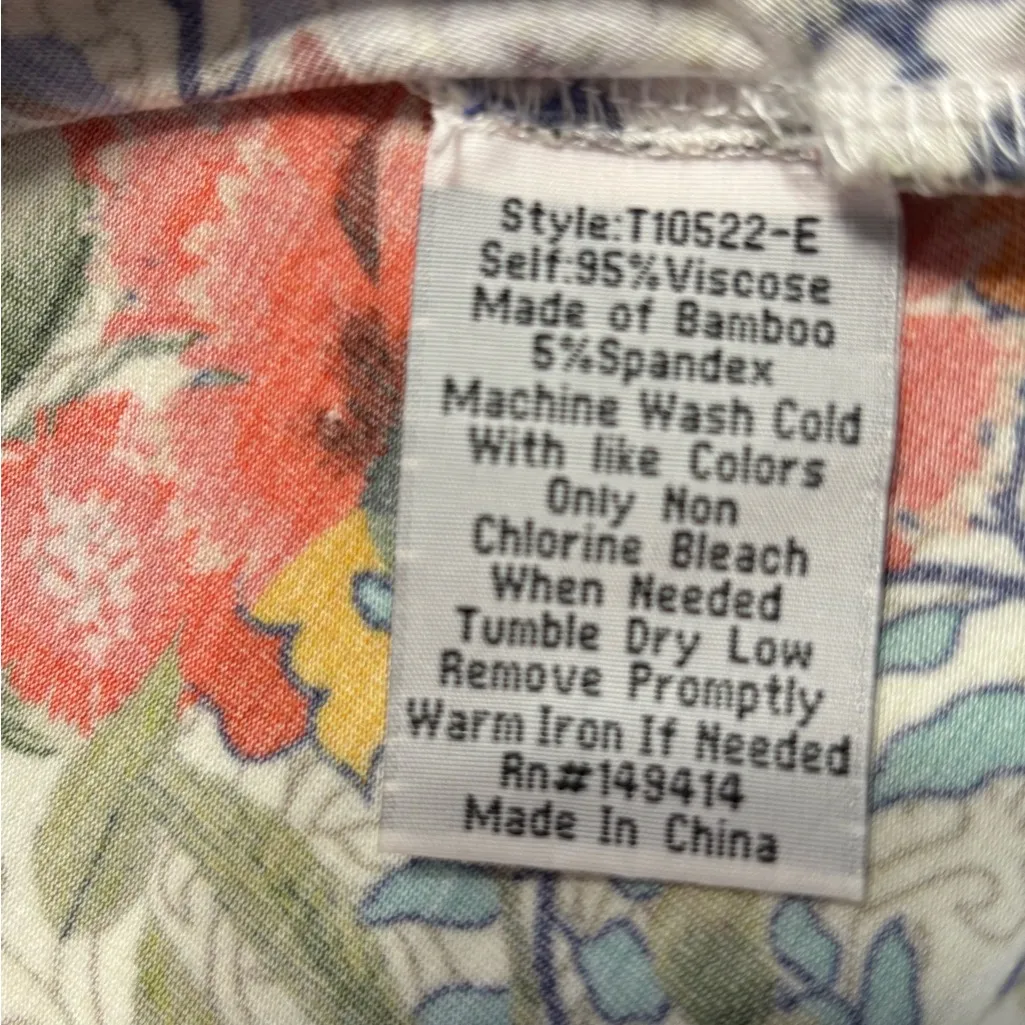 Style:T10522-E
Self:95%Viscose
Made of Bamboo
5%Spandex
Machine Wash Cold
With like Colors
Only Non
Chlorine Bleach
When Needed
Tumble Dry Low
Remove Promptly
Warm Iron If Needed
Rn#149414
Made In China